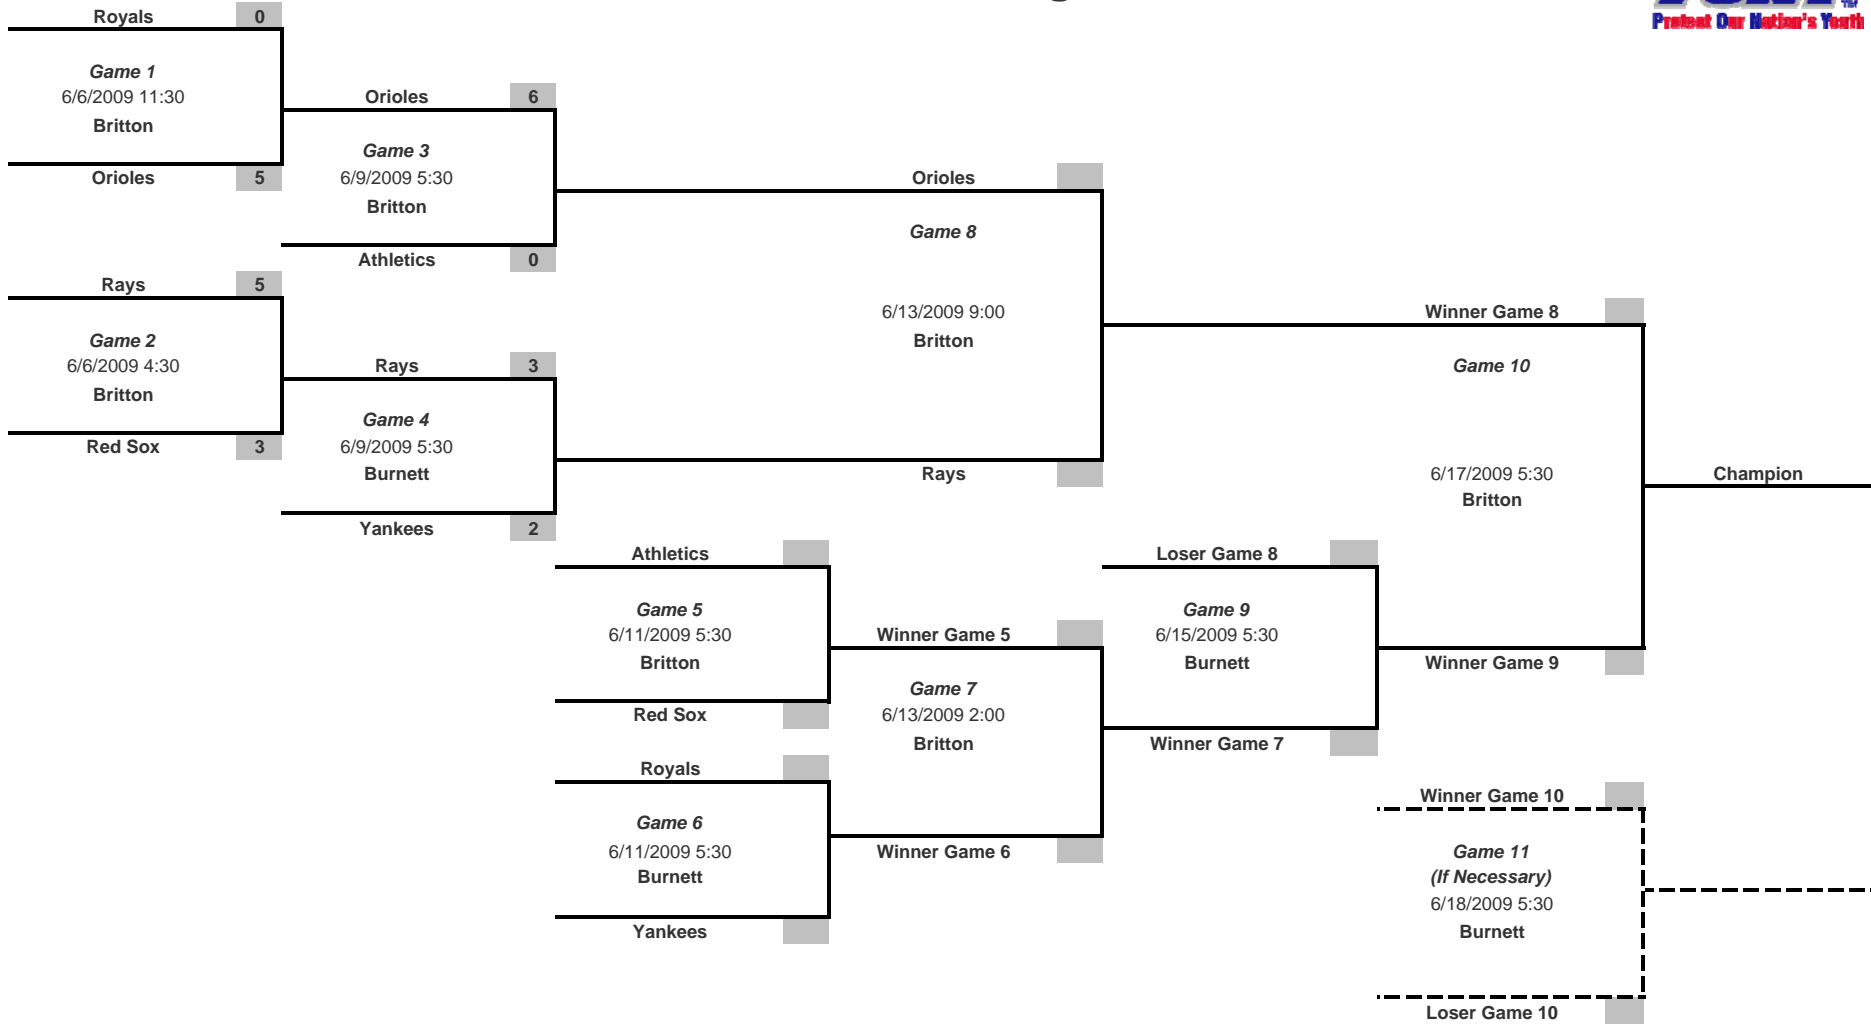 Protect Our Nation's Youth
Royals 0
Game 1
6/6/2009 11:30
Britton
Orioles 5
Orioles 6
Game 3
6/9/2009 5:30
Britton
Athletics 0
Rays 5
Game 2
6/6/2009 4:30
Britton
Red Sox 3
Rays 3
Game 4
6/9/2009 5:30
Burnett
Yankees 2
Orioles
Game 8
6/13/2009 9:00
Britton
Rays
Athletics
Game 5
6/11/2009 5:30
Britton
Red Sox
Royals
Game 6
6/11/2009 5:30
Burnett
Yankees
Winner Game 5
Game 7
6/13/2009 2:00
Britton
Winner Game 6
Loser Game 8
Game 9
6/15/2009 5:30
Burnett
Winner Game 7
Winner Game 8
Game 10
6/17/2009 5:30
Britton
Winner Game 9
Champion
Winner Game 10
Game 11
(If Necessary)
6/18/2009 5:30
Burnett
Loser Game 10